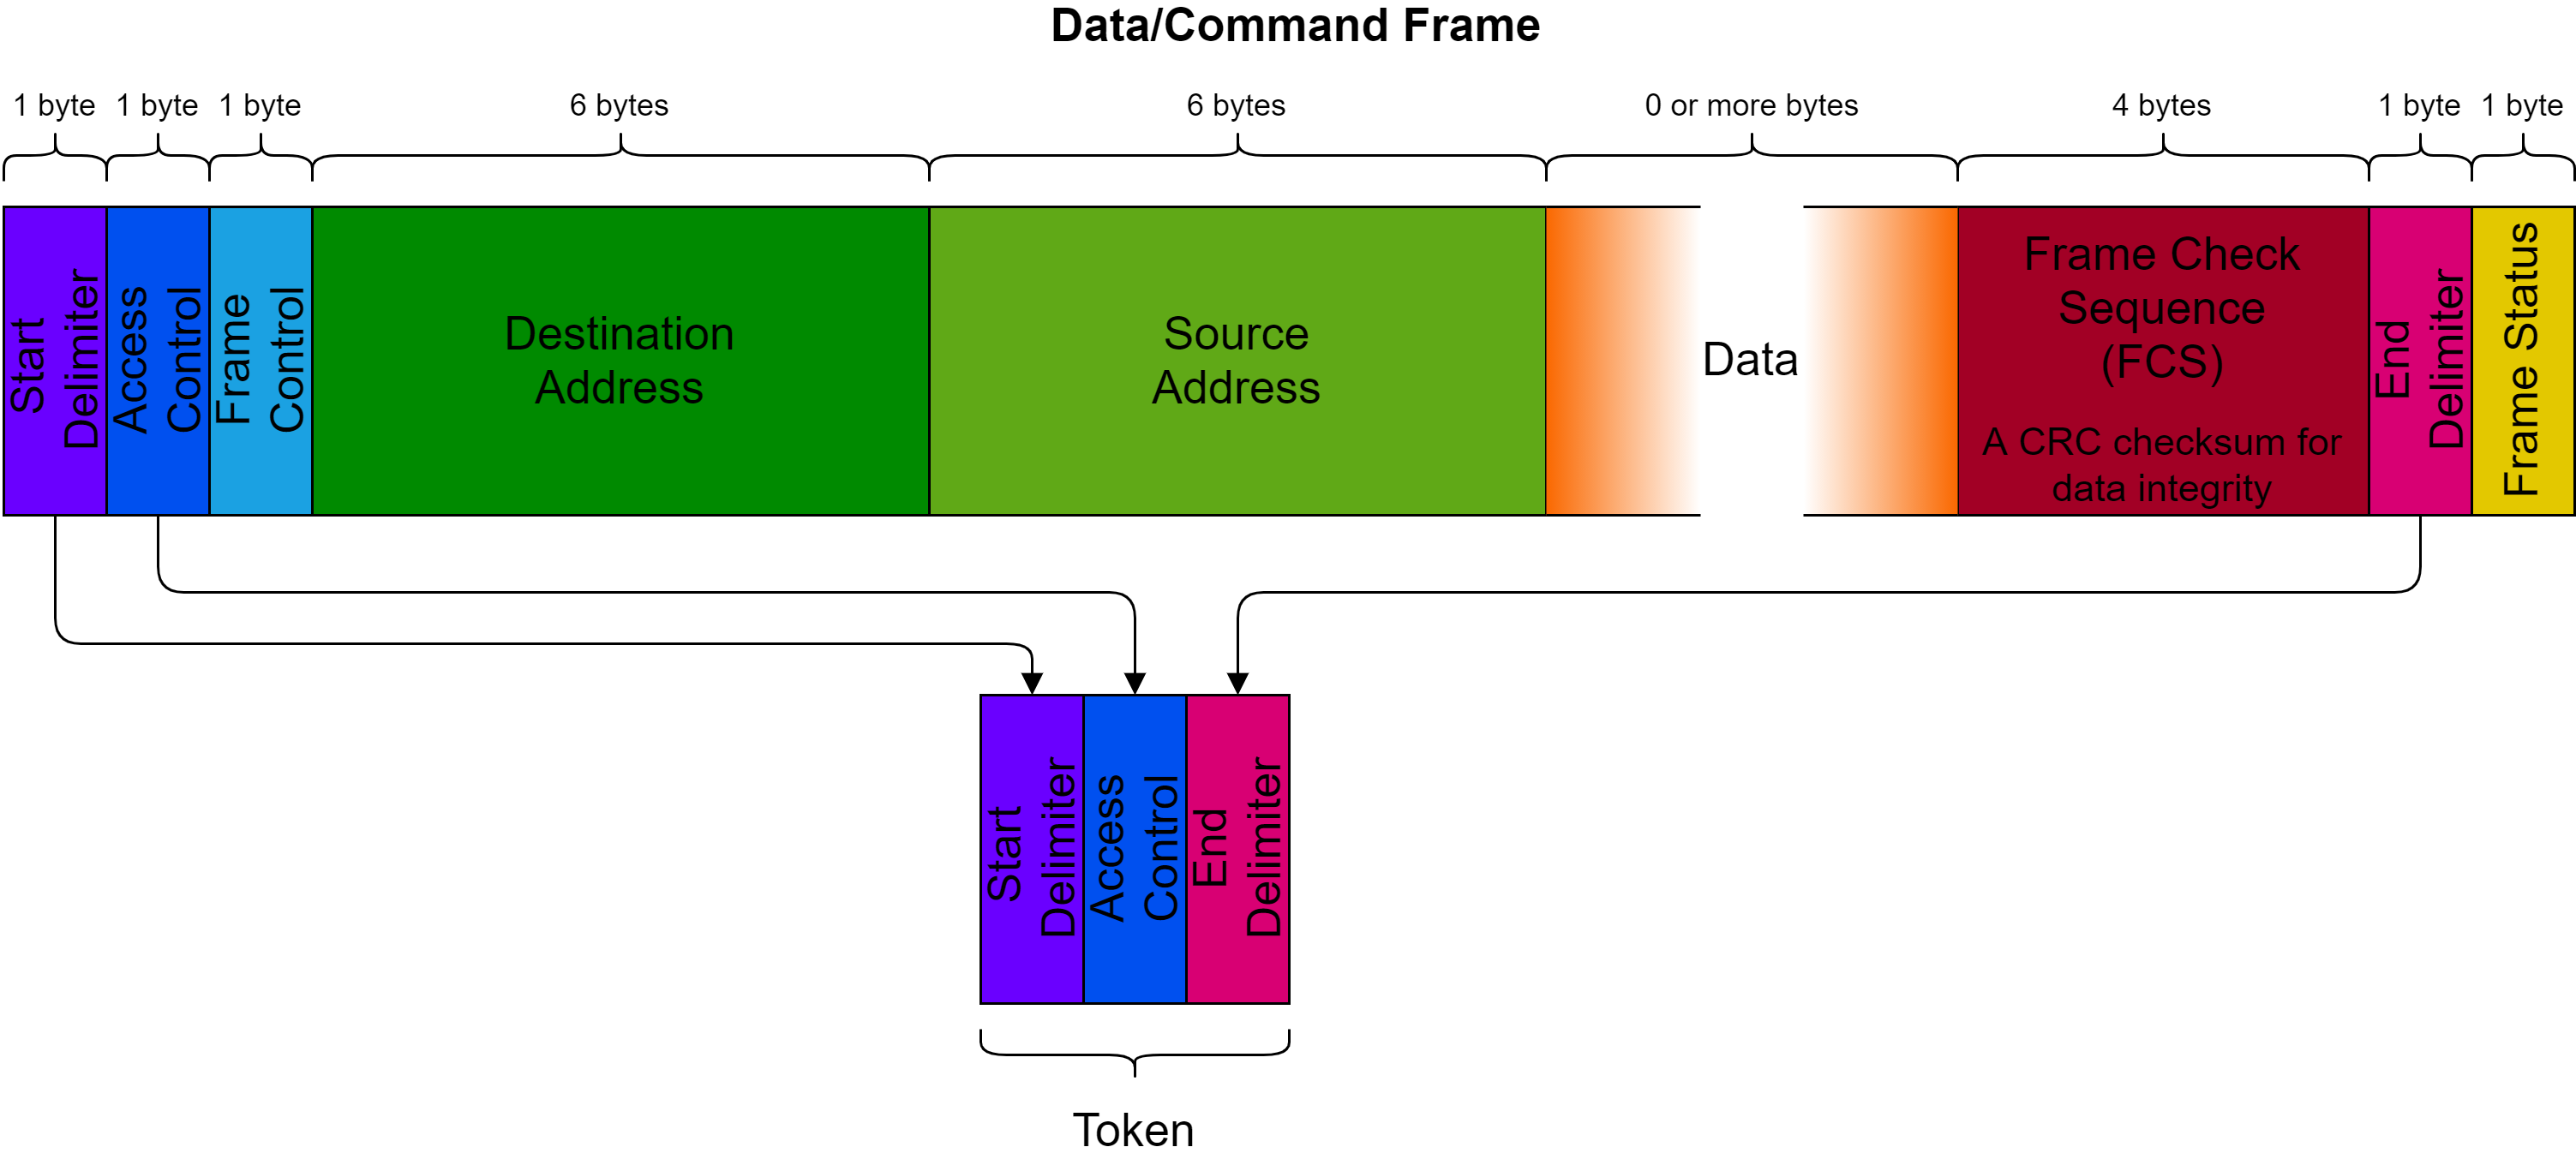 Data/Command Frame
1 byte
1 byte
1 byte
6 bytes
6 bytes
0 or more bytes
4 bytes
1 byte
1 byte
Start
Delimiter
Access
Control
Frame
Control
Destination
Address
Source
Address
Data
Frame Check
Sequence
(FCS)
A CRC checksum for
data integrity
End
Delimiter
Frame Status
Start
Delimiter
Access
Control
End
Delimiter
Token